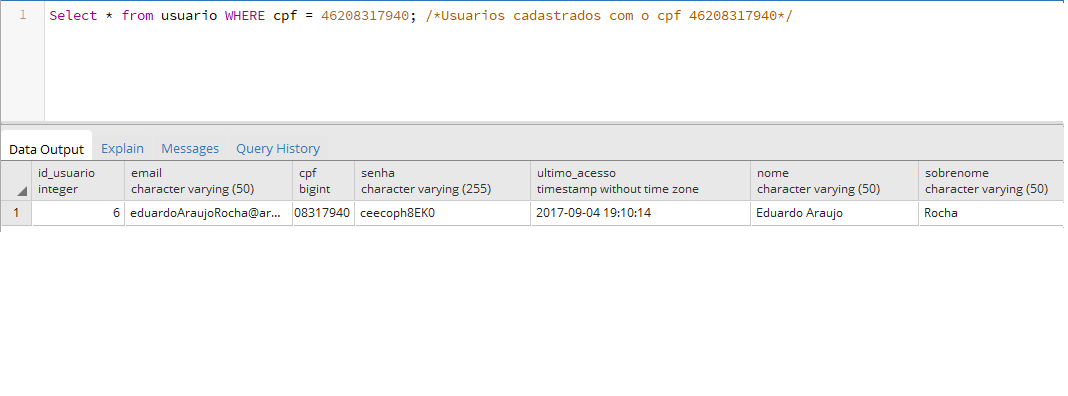 1 Select * from usuario WHERE cpf = 46208317940; /*Usuarios cadastrados com o cpf 46208317940*/
Data Output Explain Messages Query History
id_usuario email cpf senha ultimo_acesso nome sobrenome
integer character varying (50) bigint character varying (255) timestamp without time zone character varying (50) character varying (50)
1 6 eduardoAraujoRocha@ar... 08317940 ceecoph8EK0 2017-09-04 19:10:14 Eduardo Araujo Rocha